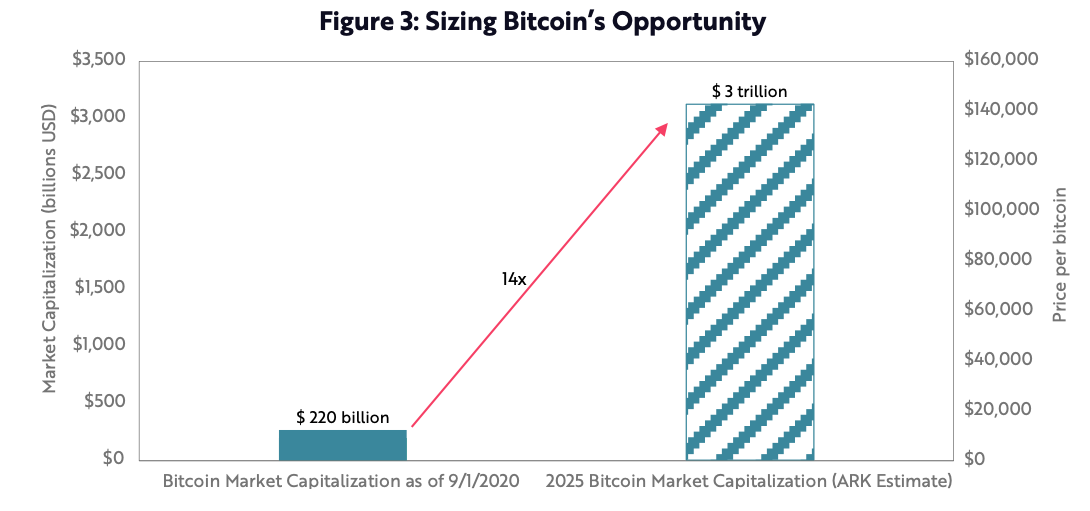 Figure 3: Sizing Bitcoin’s Opportunity
$3,500
$3,000
$2,500
$2,000
$1,500
$1,000
$500
$0
Market Capitalization (billions USD)
$ 220 billion
14x
$ 3 trillion
$160,000
$140,000
$120,000
$100,000
$80,000
$60,000
$40,000
$20,000
$0
Price per bitcoin
Bitcoin Market Capitalization as of 9/1/2020
2025 Bitcoin Market Capitalization (ARK Estimate)